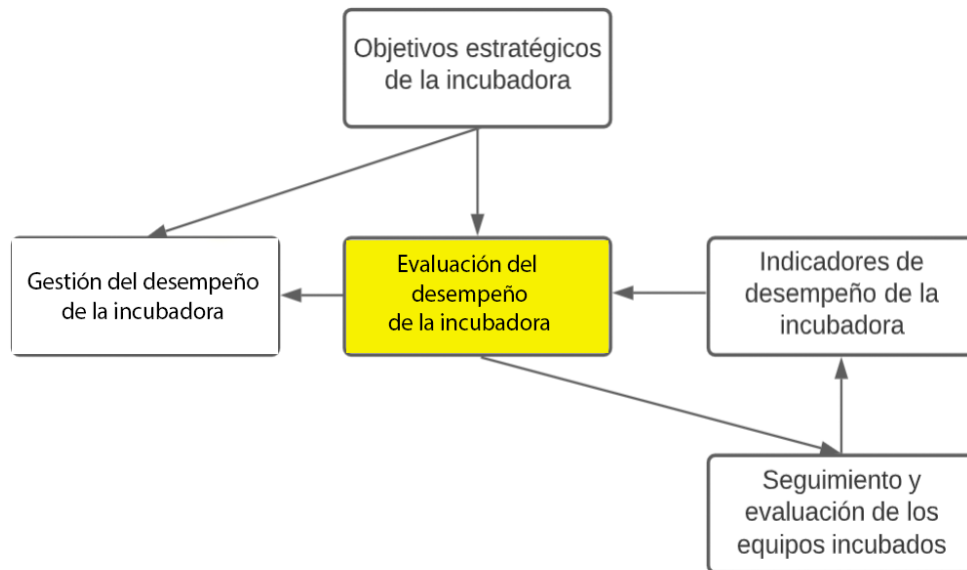 Objetivos estratégicos
de la incubadora
Gestión del desempeño
de la incubadora
Evaluación del
desempeño
de la incubadora
Indicadores de
desempeño de la
incubadora
Seguimiento y
evaluación de los
equipos incubados